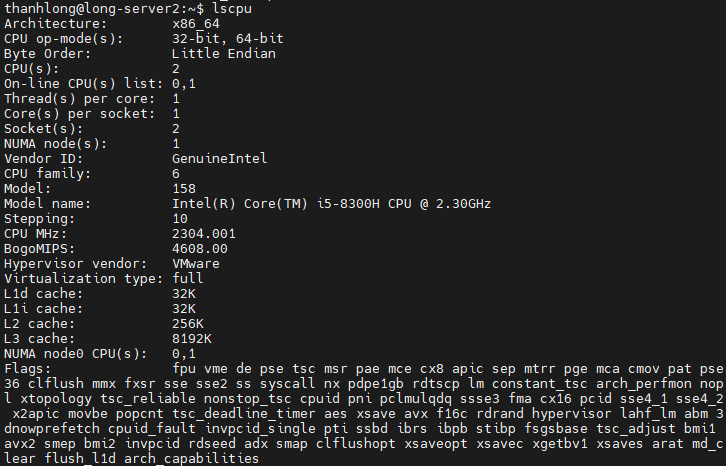 thanhlong@long-server2:~$ lscpu
Architecture:        x86_64
CPU op-mode(s):      32-bit, 64-bit
Byte Order:          Little Endian
CPU(s):              2
On-line CPU(s) list: 0,1
Thread(s) per core:  1
Core(s) per socket:  1
Socket(s):           2
NUMA node(s):        1
Vendor ID:           GenuineIntel
CPU family:          6
Model:               158
Model name:          Intel(R) Core(TM) i5-8300H CPU @ 2.30GHz
Stepping:            10
CPU MHz:             2304.001
BogoMIPS:            4608.00
Hypervisor vendor:   VMware
Virtualization type: full
L1d cache:           32K
L1i cache:           32K
L2 cache:            256K
L3 cache:            8192K
NUMA node0 CPU(s):   0,1
Flags:               fpu vme de pse tsc msr pae mce cx8 apic sep mtrr pge mca cmov pat pse
36 clflush mmx fxsr sse sse2 ss syscall nx pdpe1gb rdtscp lm constant_tsc arch_perfmon nop
l xtopology tsc_reliable nonstop_tsc cpuid pni pclmulqdq ssse3 fma cx16 pcid sse4_1 sse4_2
 x2apic movbe popcnt tsc_deadline_timer aes xsave avx f16c rdrand hypervisor lahf_lm abm 3
dnowprefetch cpuid_fault invpcid_single pti ssbd ibrs ibpb stibp fsgsbase tsc_adjust bmi1
avx2 smep bmi2 invpcid rdseed adx smap clflushopt xsaveopt xsavec xgetbv1 xsaves arat md_c
lear flush_l1d arch_capabilities